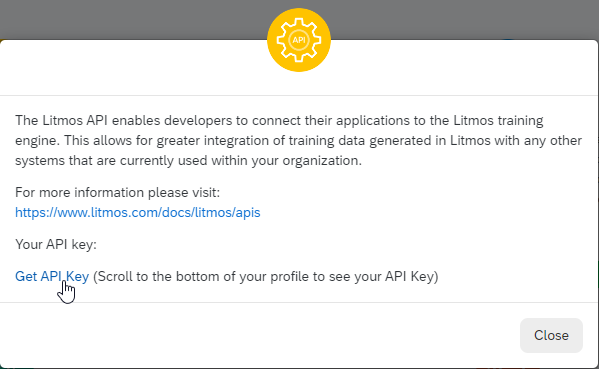 API
The Litmos API enables developers to connect their applications to the Litmos training
engine. This allows for greater integration of training data generated in Litmos with any other
systems that are currently used within your organization.
For more information please visit:
https://www.litmos.com/docs/litmos/apis
Your API key:
Get API Key (Scroll to the bottom of your profile to see your API Key)
Close